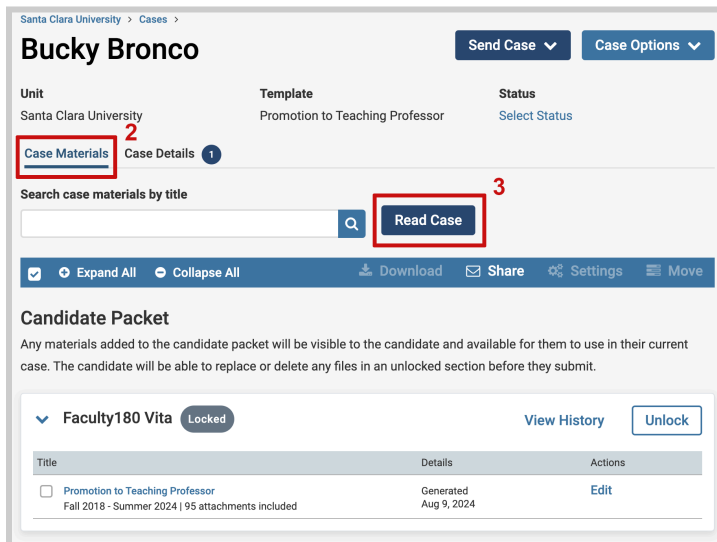 Santa Clara University > Cases >
Bucky Bronco
Send Case
Case Options
Unit
Template
Status
Santa Clara University
Promotion to Teaching Professor
Select Status
2
Case Materials
Case Details 1
3
Search case materials by title
Read Case
Expand All
Collapse All
Download
Share
Settings
Move
Candidate Packet
Any materials added to the candidate packet will be visible to the candidate and available for them to use in their current
case. The candidate will be able to replace or delete any files in an unlocked section before they submit.
Faculty180 Vita
Locked
View History
Unlock
Title
Details
Actions
Promotion to Teaching Professor
Generated
Edit
Fall 2018 - Summer 2024 | 95 attachments included
Aug 9, 2024